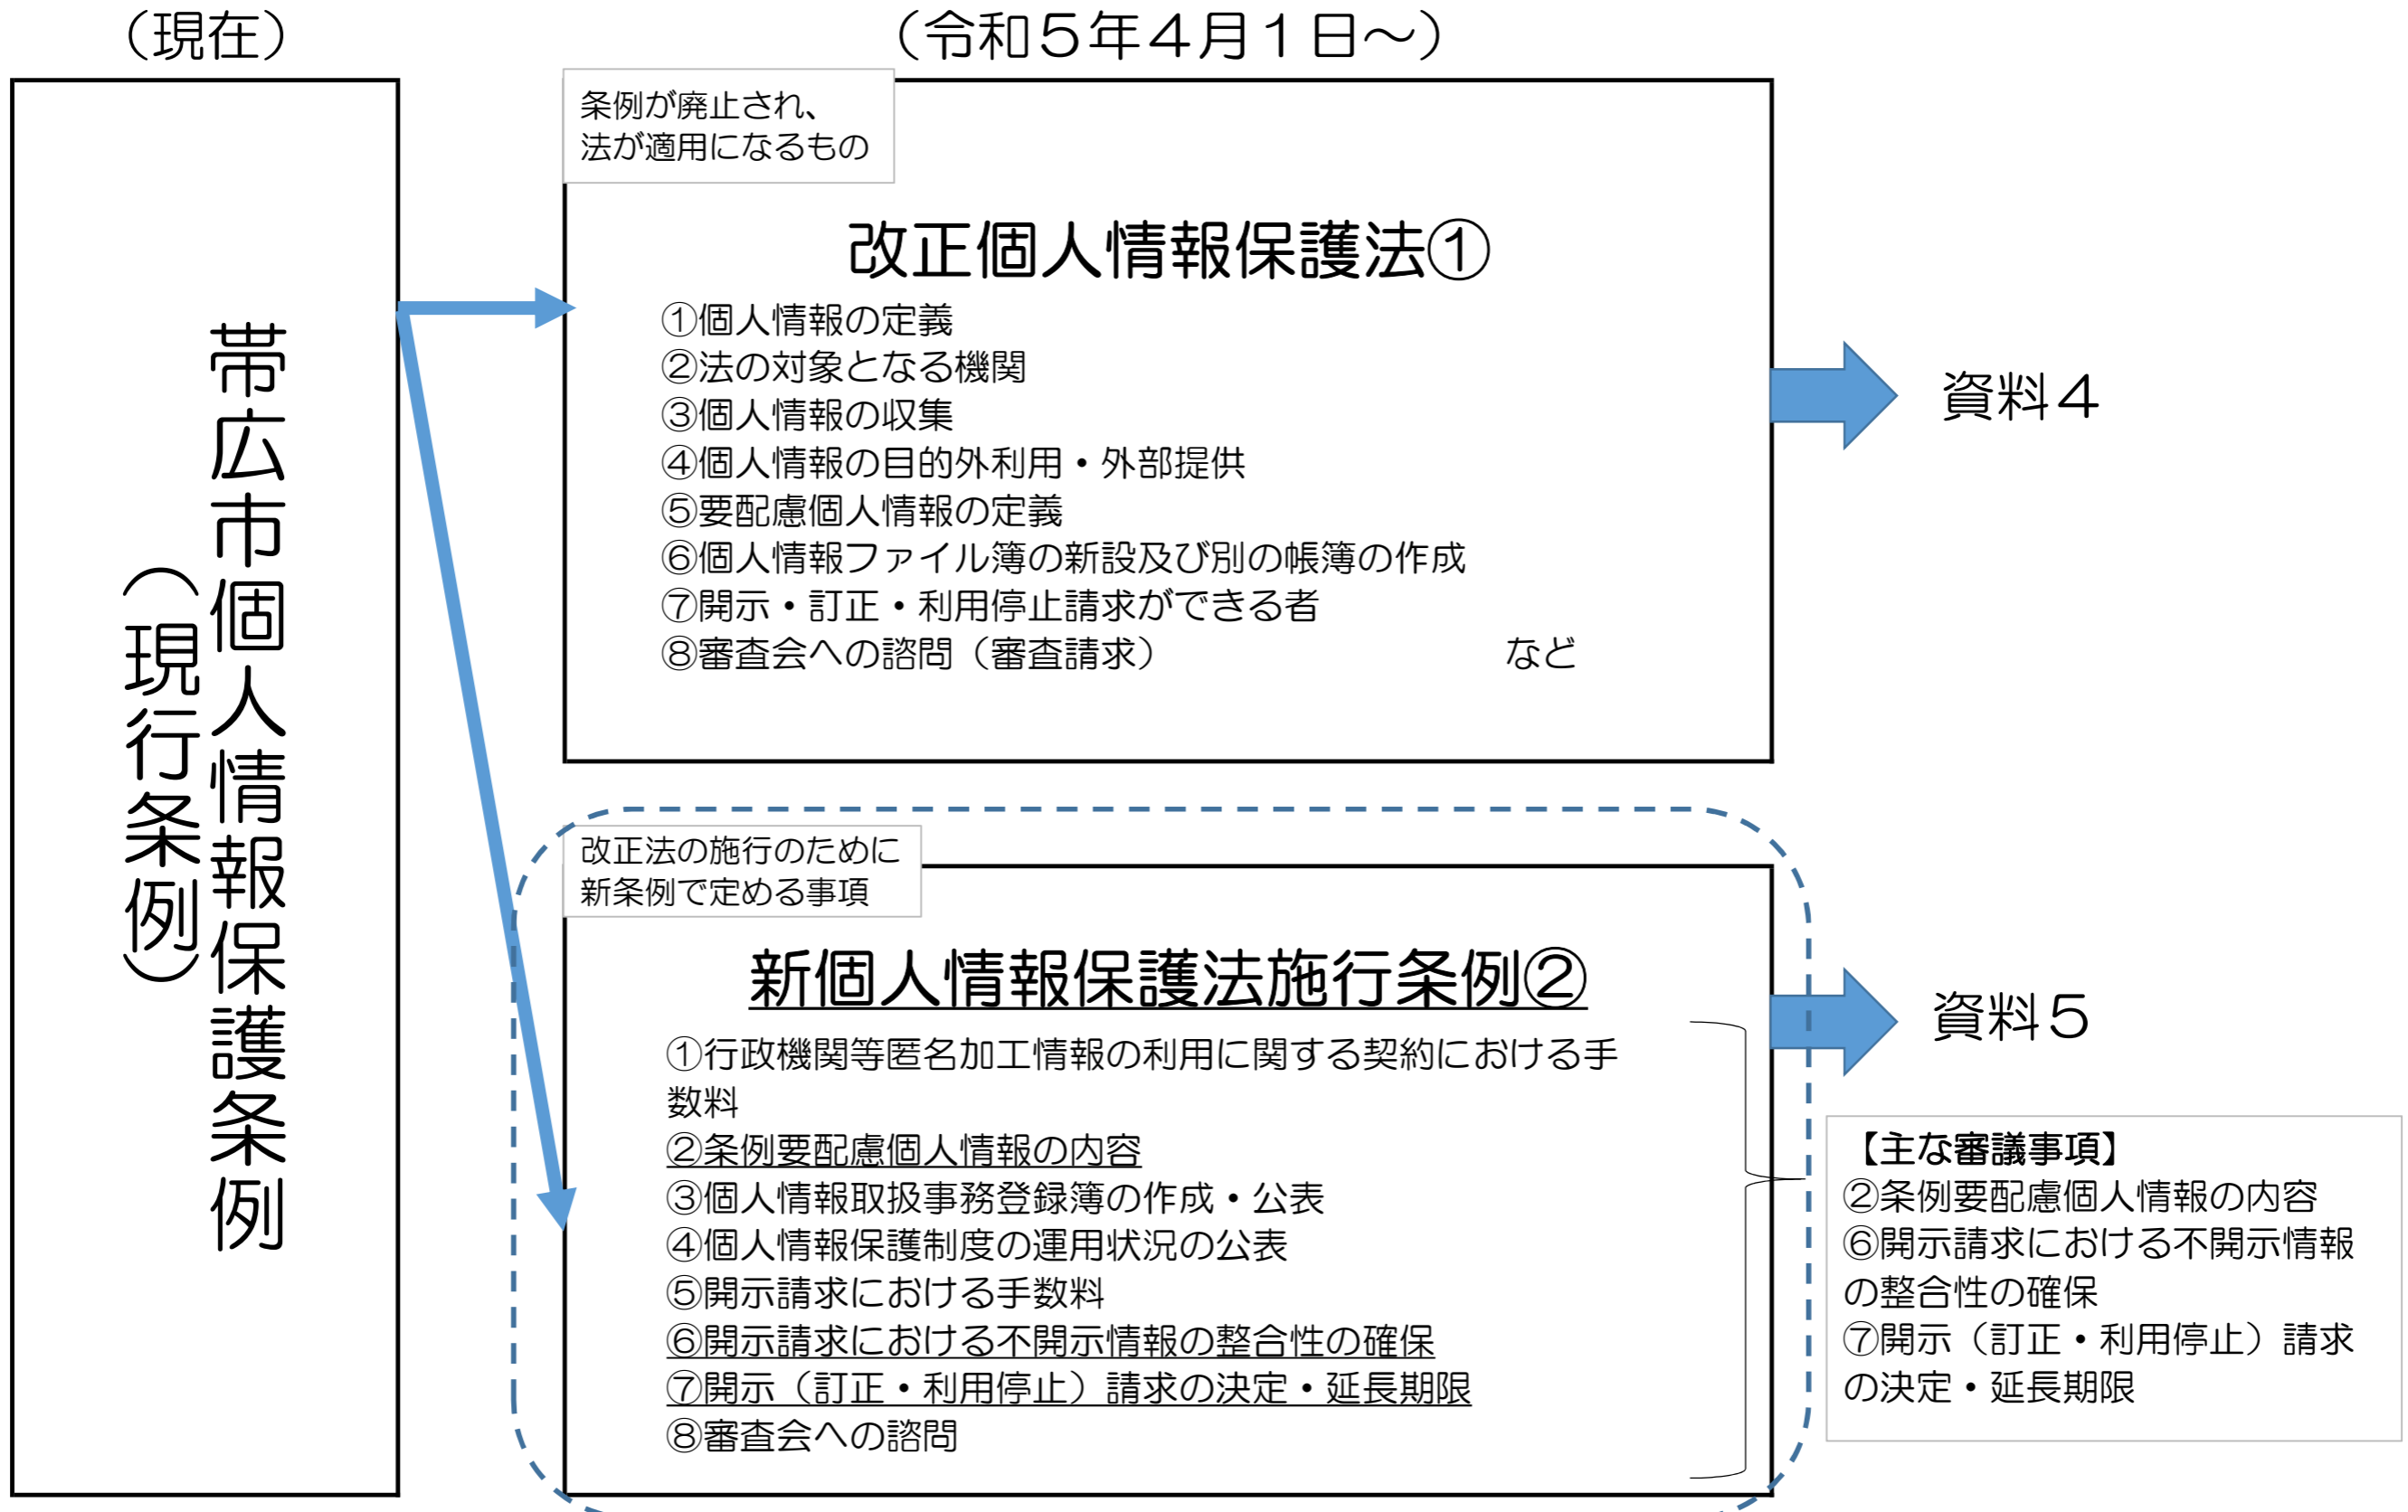 （現在）
帯広市個人情報保護条例
（現行条例）
（令和５年４月１日～）
条例が廃止され、
法が適用になるもの
改正個人情報保護法①
①個人情報の定義
②法の対象となる機関
③個人情報の収集
④個人情報の目的外利用・外部提供
⑤要配慮個人情報の定義
⑥個人情報ファイル簿の新設及び別の帳簿の作成
⑦開示・訂正・利用停止請求ができる者
⑧審査会への諮問（審査請求）　　　など
資料４
改正法の施行のために
新条例で定める事項
新個人情報保護法施行条例②
①行政機関等匿名加工情報の利用に関する契約における手
数料
②条例要配慮個人情報の内容
③個人情報取扱事務登録簿の作成・公表
④個人情報保護制度の運用状況の公表
⑤開示請求における手数料
⑥開示請求における不開示情報の整合性の確保
⑦開示（訂正・利用停止）請求の決定・延長期限
⑧審査会への諮問
資料５
【主な審議事項】
②条例要配慮個人情報の内容
⑥開示請求における不開示情報
の整合性の確保
⑦開示（訂正・利用停止）請求
の決定・延長期限